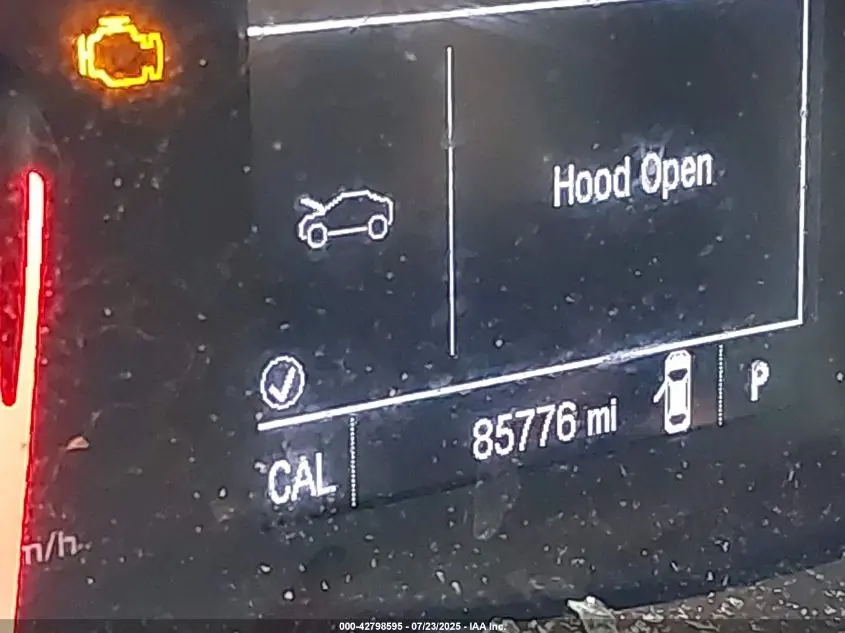 Hood Open
85776 mi
P
CAL
m/h
000-42798595 - 07/23/2025 - IAA Inc.